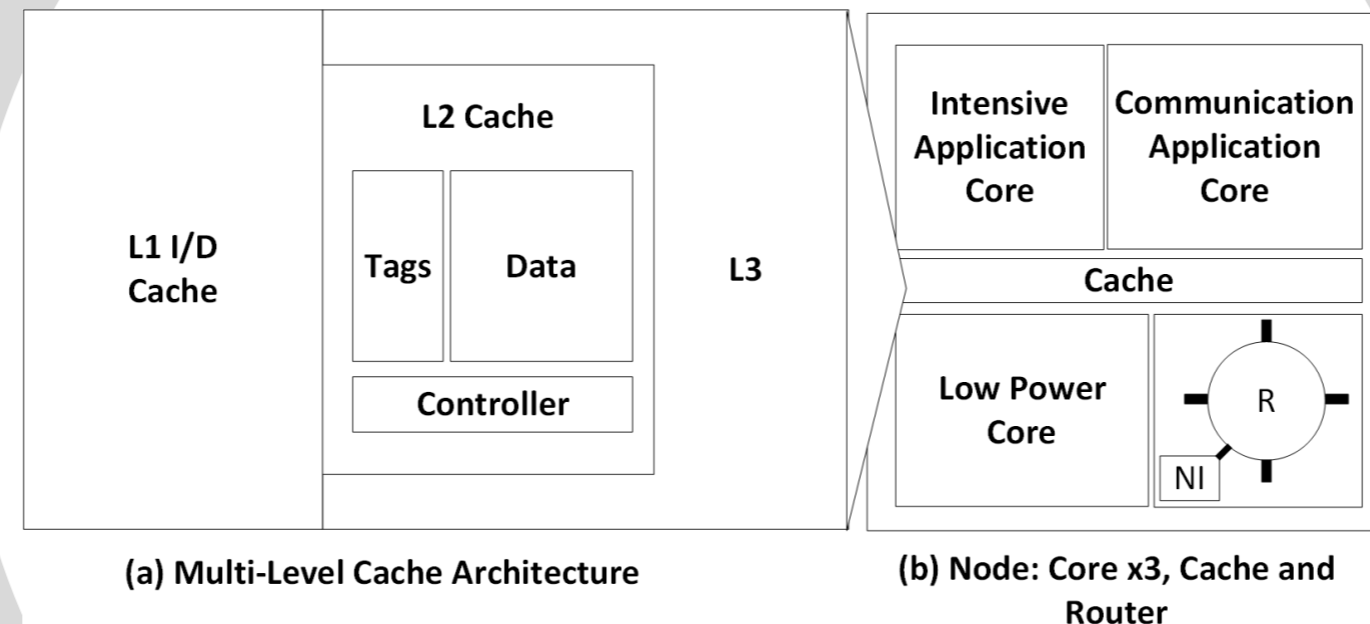 L1 I/D
Cache
L2 Cache
Tags
Data
Controller
L3
(a) Multi-Level Cache Architecture
Intensive
Application
Core
Communication
Application
Core
Cache
Low Power
Core
R
NI
(b) Node: Core x3, Cache and
Router